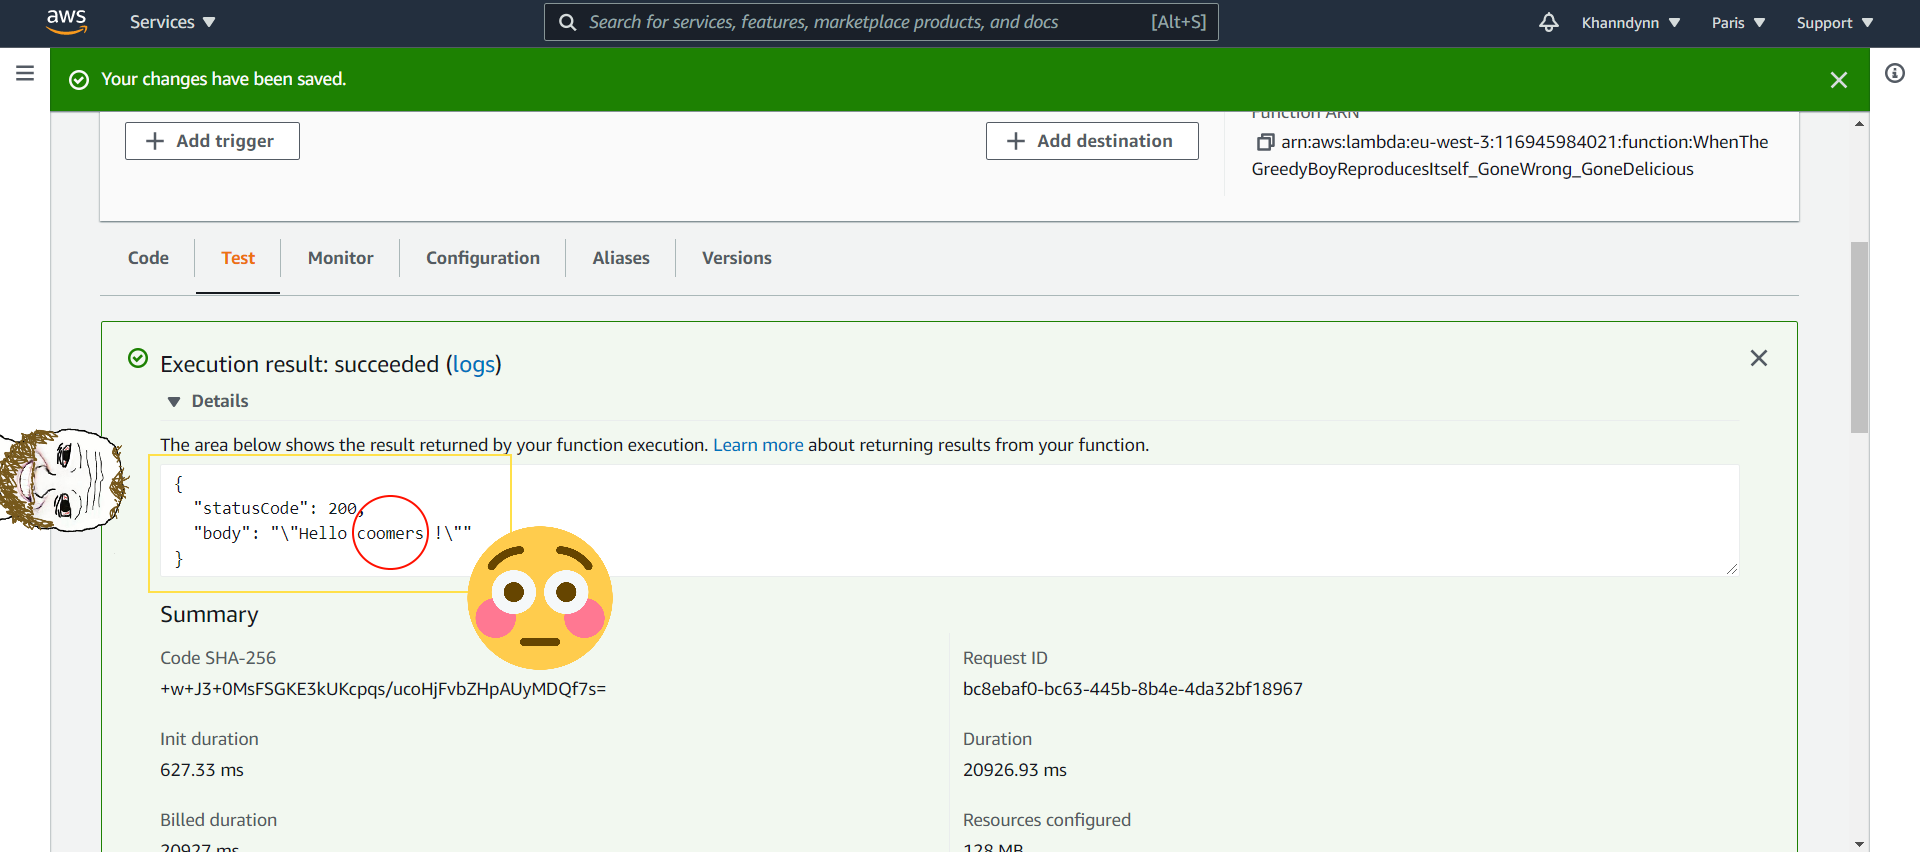 aws
Services
Search for services, features, marketplace products, and docs [Alt+S]
Khanndynn
Paris
Support
Your changes have been saved.
Add trigger
Add destination
Function ARN
arn:aws:lambda:eu-west-3:116945984021:function:WhenThe
GreedyBoyReproducesItself_GoneWrong_GoneDelicious
Code Test Monitor Configuration Aliases Versions
Execution result: succeeded (logs)
Details
The area below shows the result returned by your function execution. Learn more about returning results from your function.
{
"statusCode": 200,
"body": "\"Hello coomers !\""
}
Summary
Code SHA-256
+w+J3+0MsFSGKE3kUKcpqs/ucoHjFvbZHpAUyMDQf7s=
Request ID
bc8ebaf0-bc63-445b-8b4e-4da32bf18967
Init duration
627.33 ms
Duration
20926.93 ms
Billed duration
20927 ms
Resources configured
128 MB